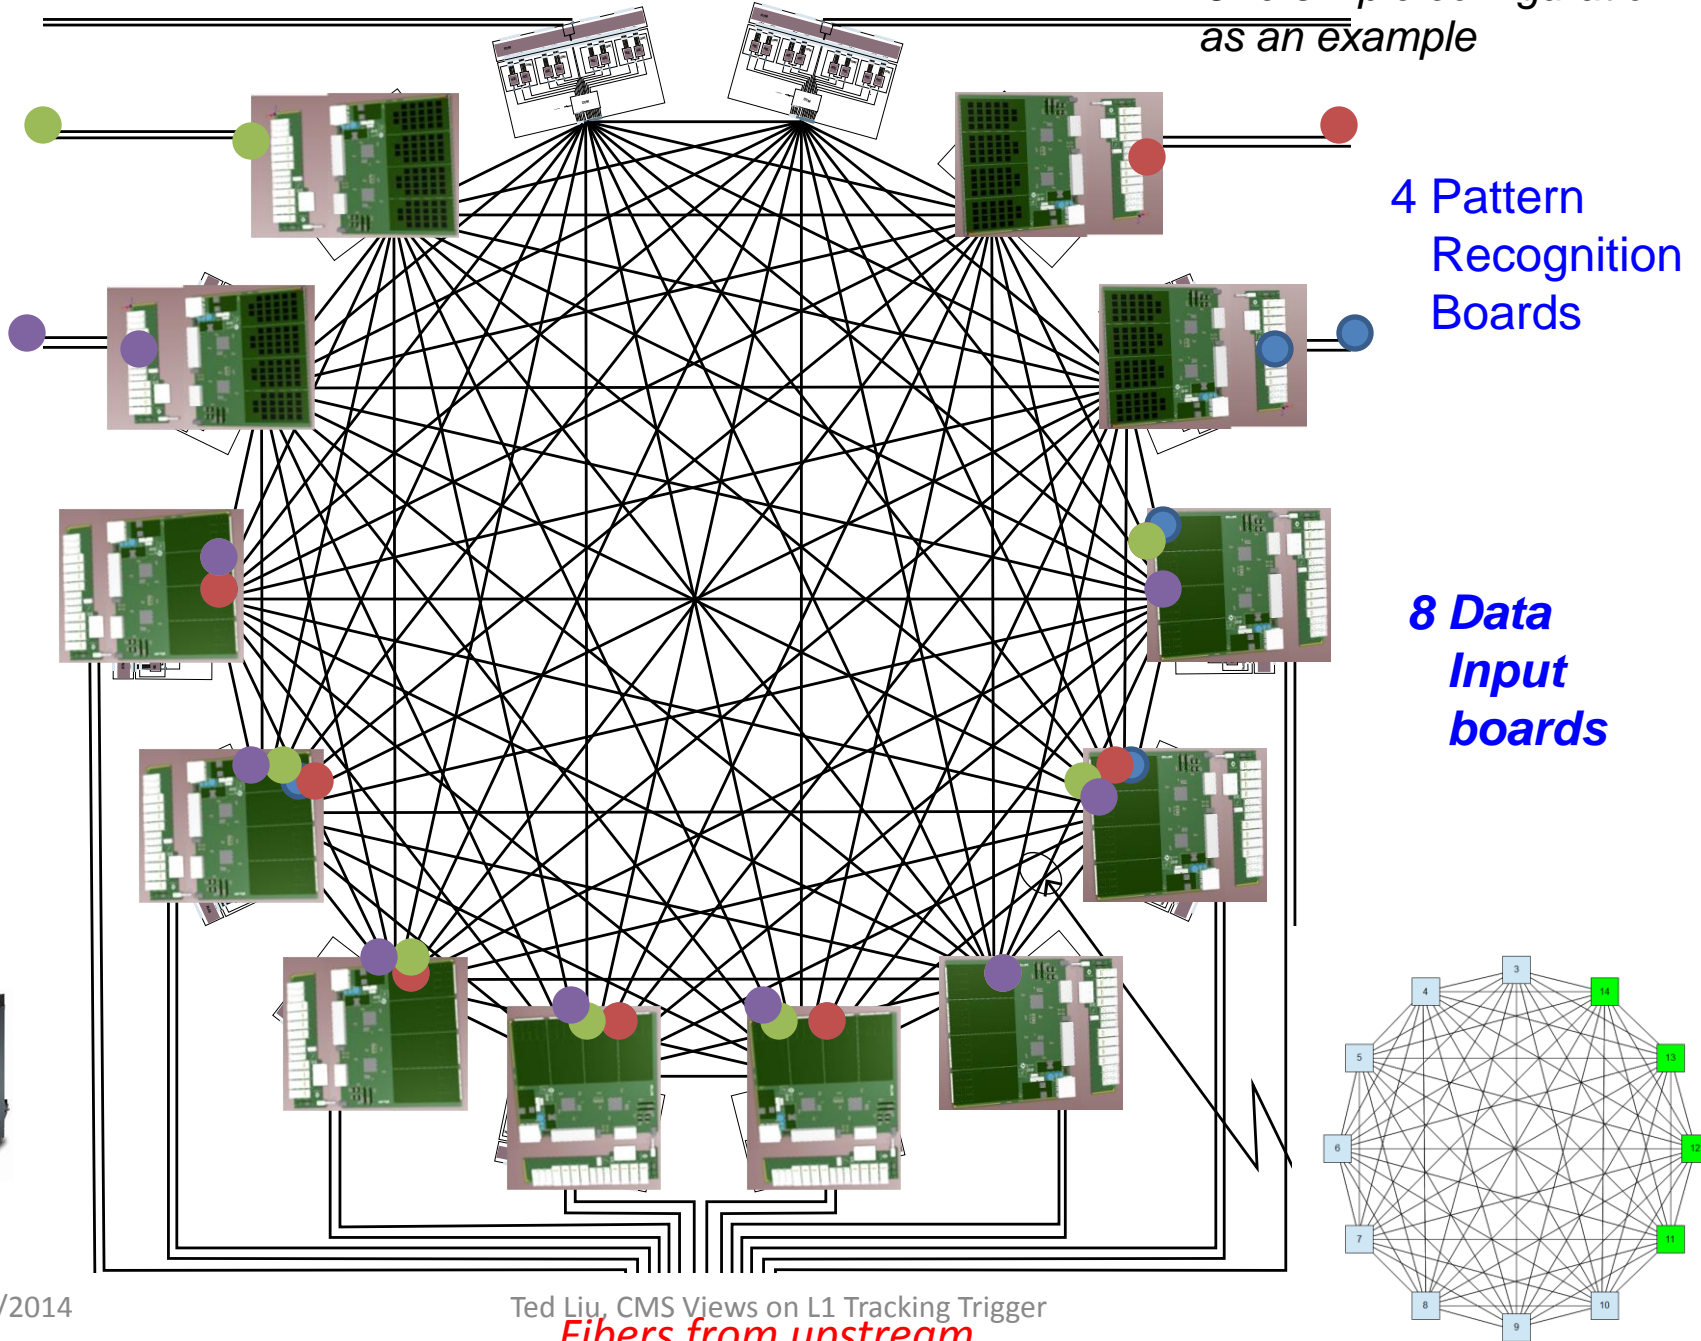 as an example
4 Pattern
Recognition
Boards
8 Data
Input
boards
3
4
14
5
13
6
12
7
11
8
10
9
/2014
Ted Liu, CMS Views on L1 Tracking Trigger
Fibers from upstream